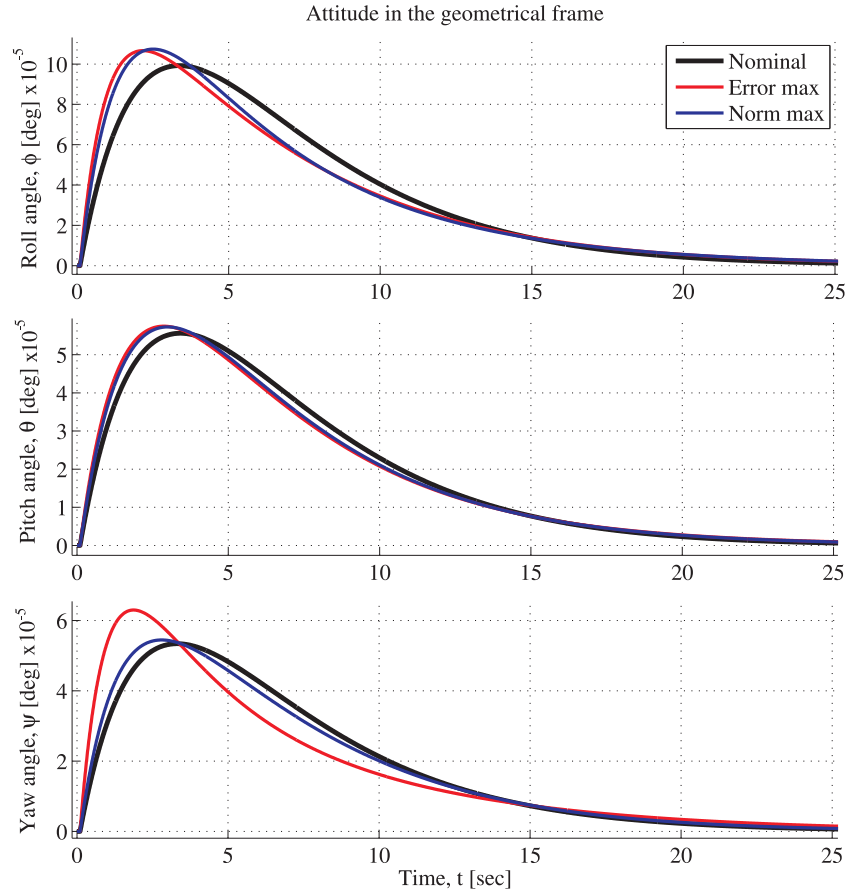 Attitude in the geometrical frame
Roll angle, ϕ [deg] x10⁻⁵
10
8
6
4
2
0
Nominal
Error max
Norm max
0 5 10 15 20 25
Pitch angle, θ [deg] x10⁻⁵
5
4
3
2
1
0
0 5 10 15 20 25
Yaw angle, ψ [deg] x10⁻⁵
6
4
2
0
0 5 10 15 20 25
Time, t [sec]